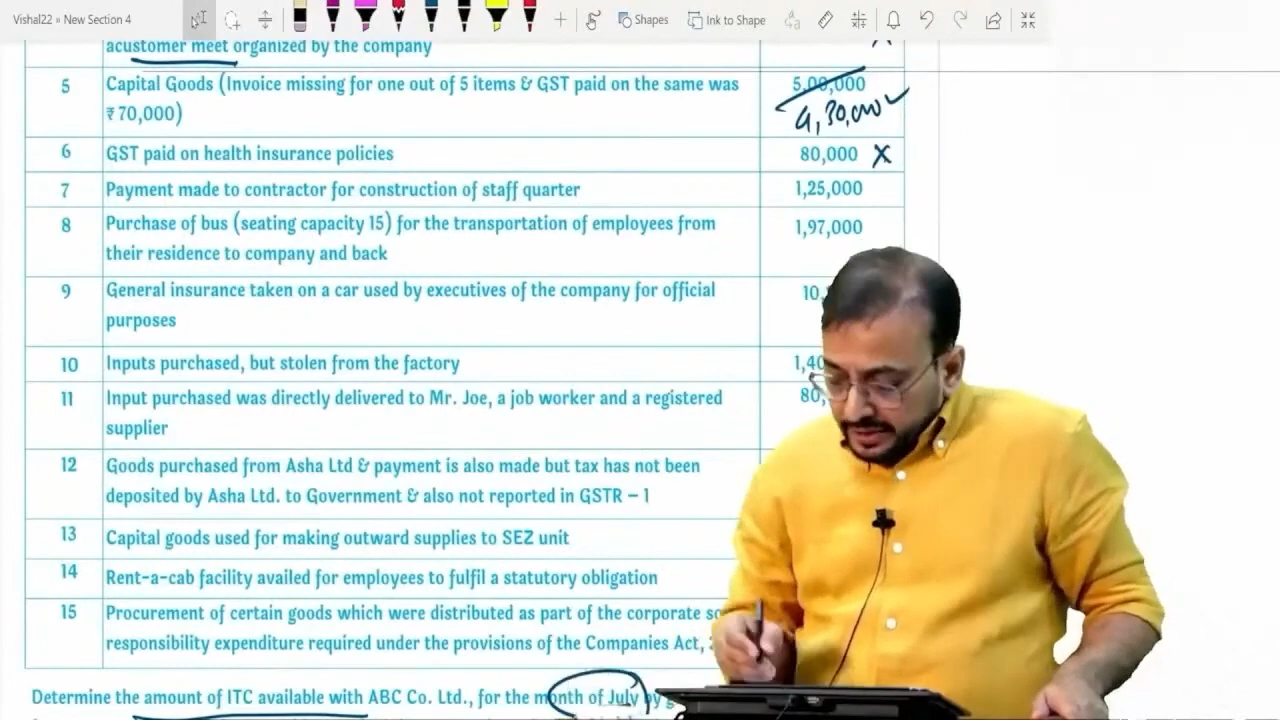 Vishal22 » New Section 4
Shapes
Ink to Shape
acustomer meet organized by the company
5 Capital Goods (Invoice missing for one out of 5 items & GST paid on the same was 5,00,000
₹ 70,000) 4,30,000
6 GST paid on health insurance policies 80,000 X
7 Payment made to contractor for construction of staff quarter 1,25,000
8 Purchase of bus (seating capacity 15) for the transportation of employees from 1,97,000
their residence to company and back
9 General insurance taken on a car used by executives of the company for official
purposes
10 Inputs purchased, but stolen from the factory
11 Input purchased was directly delivered to Mr. Joe, a job worker and a registered
supplier
12 Goods purchased from Asha Ltd & payment is also made but tax has not been
deposited by Asha Ltd. to Government & also not reported in GSTR – 1
13 Capital goods used for making outward supplies to SEZ unit
14 Rent-a-cab facility availed for employees to fulfil a statutory obligation
15 Procurement of certain goods which were distributed as part of the corporate
responsibility expenditure required under the provisions of the Companies Act,
Determine the amount of ITC available with ABC Co. Ltd., for the month of July